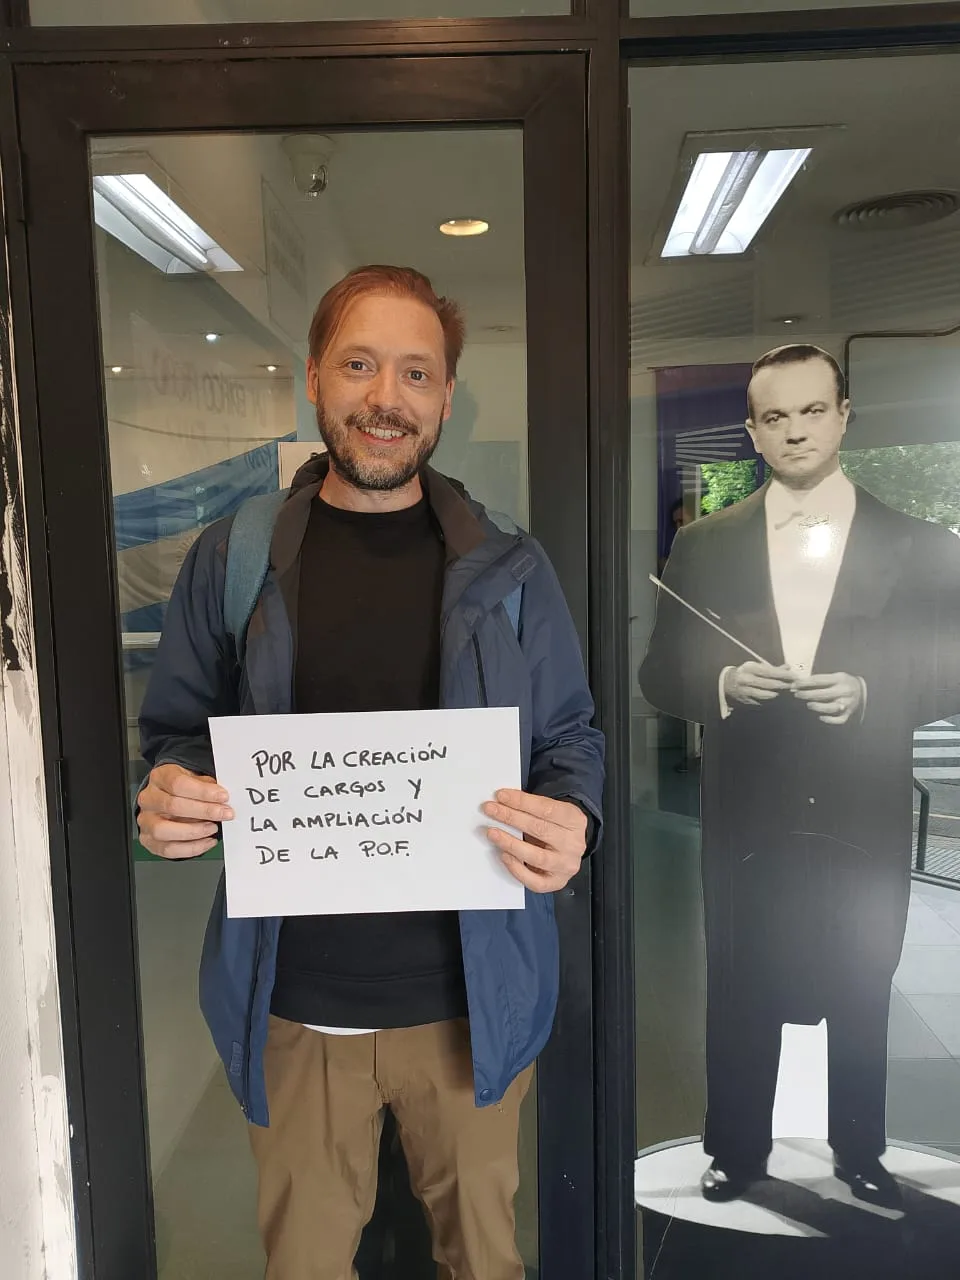 POR LA CREACIÓN
DE CARGOS Y
LA AMPLIACIÓN
DE LA P.O.F.